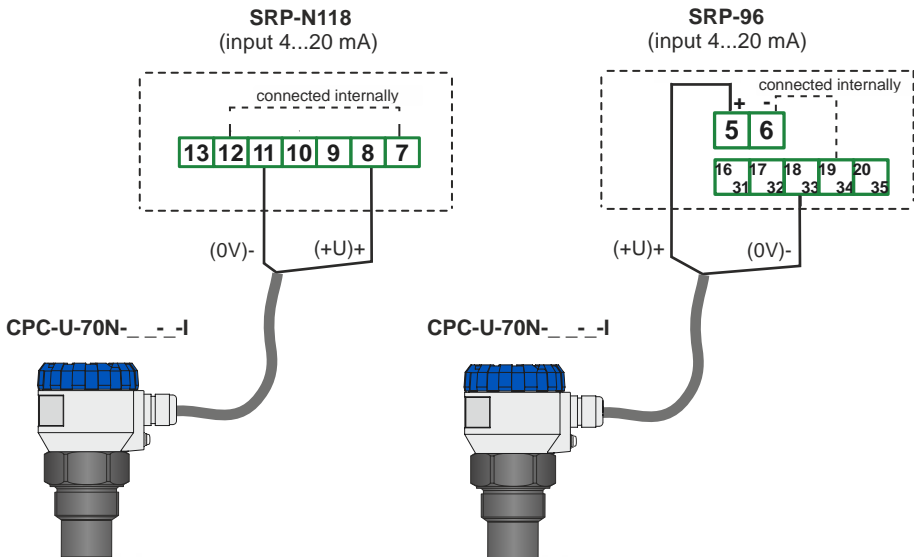 SRP-N118
(input 4...20 mA)
connected internally
13 12 11 10 9 8 7
(0V)-
(+U)+
CPC-U-70N-_ _-_-I
SRP-96
(input 4...20 mA)
connected internally
+ -
5 6
16 17 18 19 20
31 32 33 34 35
(+U)+
(0V)-
CPC-U-70N-_ _-_-I